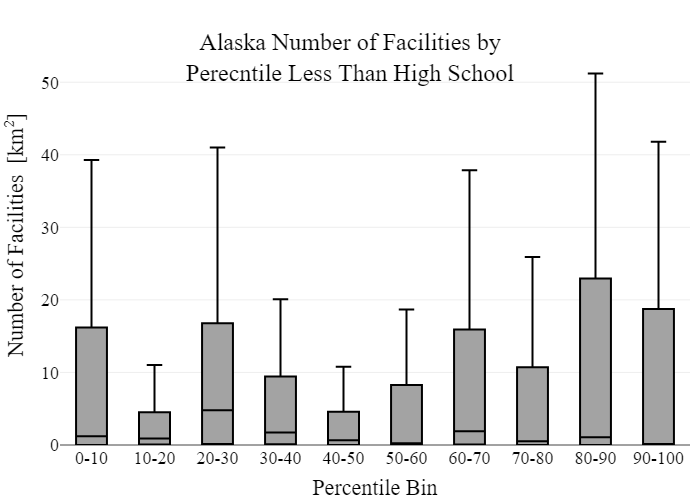 Alaska Number of Facilities by
Perecntile Less Than High School
Number of Facilities [km²]
50
40
30
20
10
0
0-10 10-20 20-30 30-40 40-50 50-60 60-70 70-80 80-90 90-100
Percentile Bin